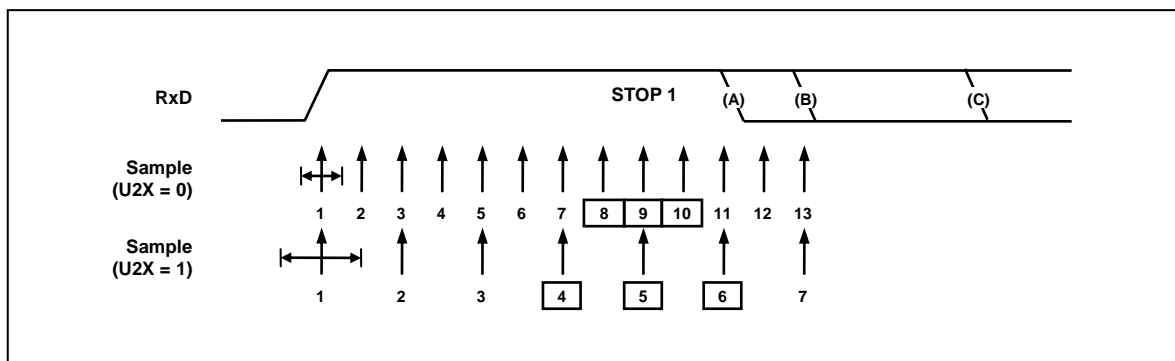 RxD
STOP 1
(A)
(B)
(C)
Sample
(U2X = 0)
1 2 3 4 5 6 7 8 9 10 11 12 13
Sample
(U2X = 1)
1 2 3 4 5 6 7